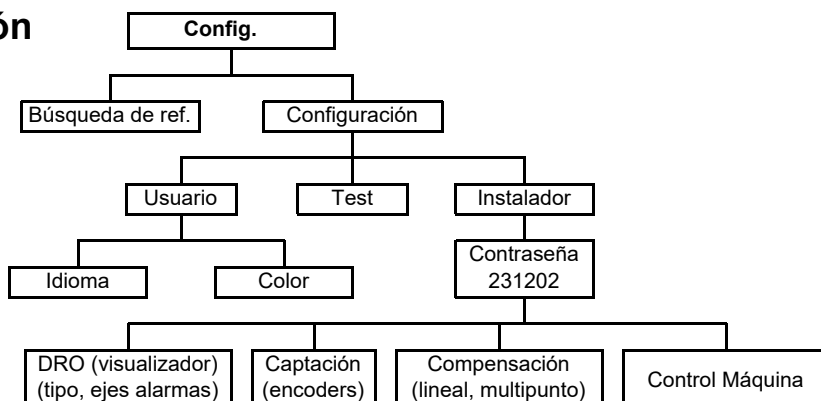 ón
Config.
Búsqueda de ref.
Configuración
Usuario
Test
Instalador
Idioma
Color
Contraseña
231202
DRO (visualizador)
(tipo, ejes alarmas)
Captación
(encoders)
Compensación
(lineal, multipunto)
Control Máquina